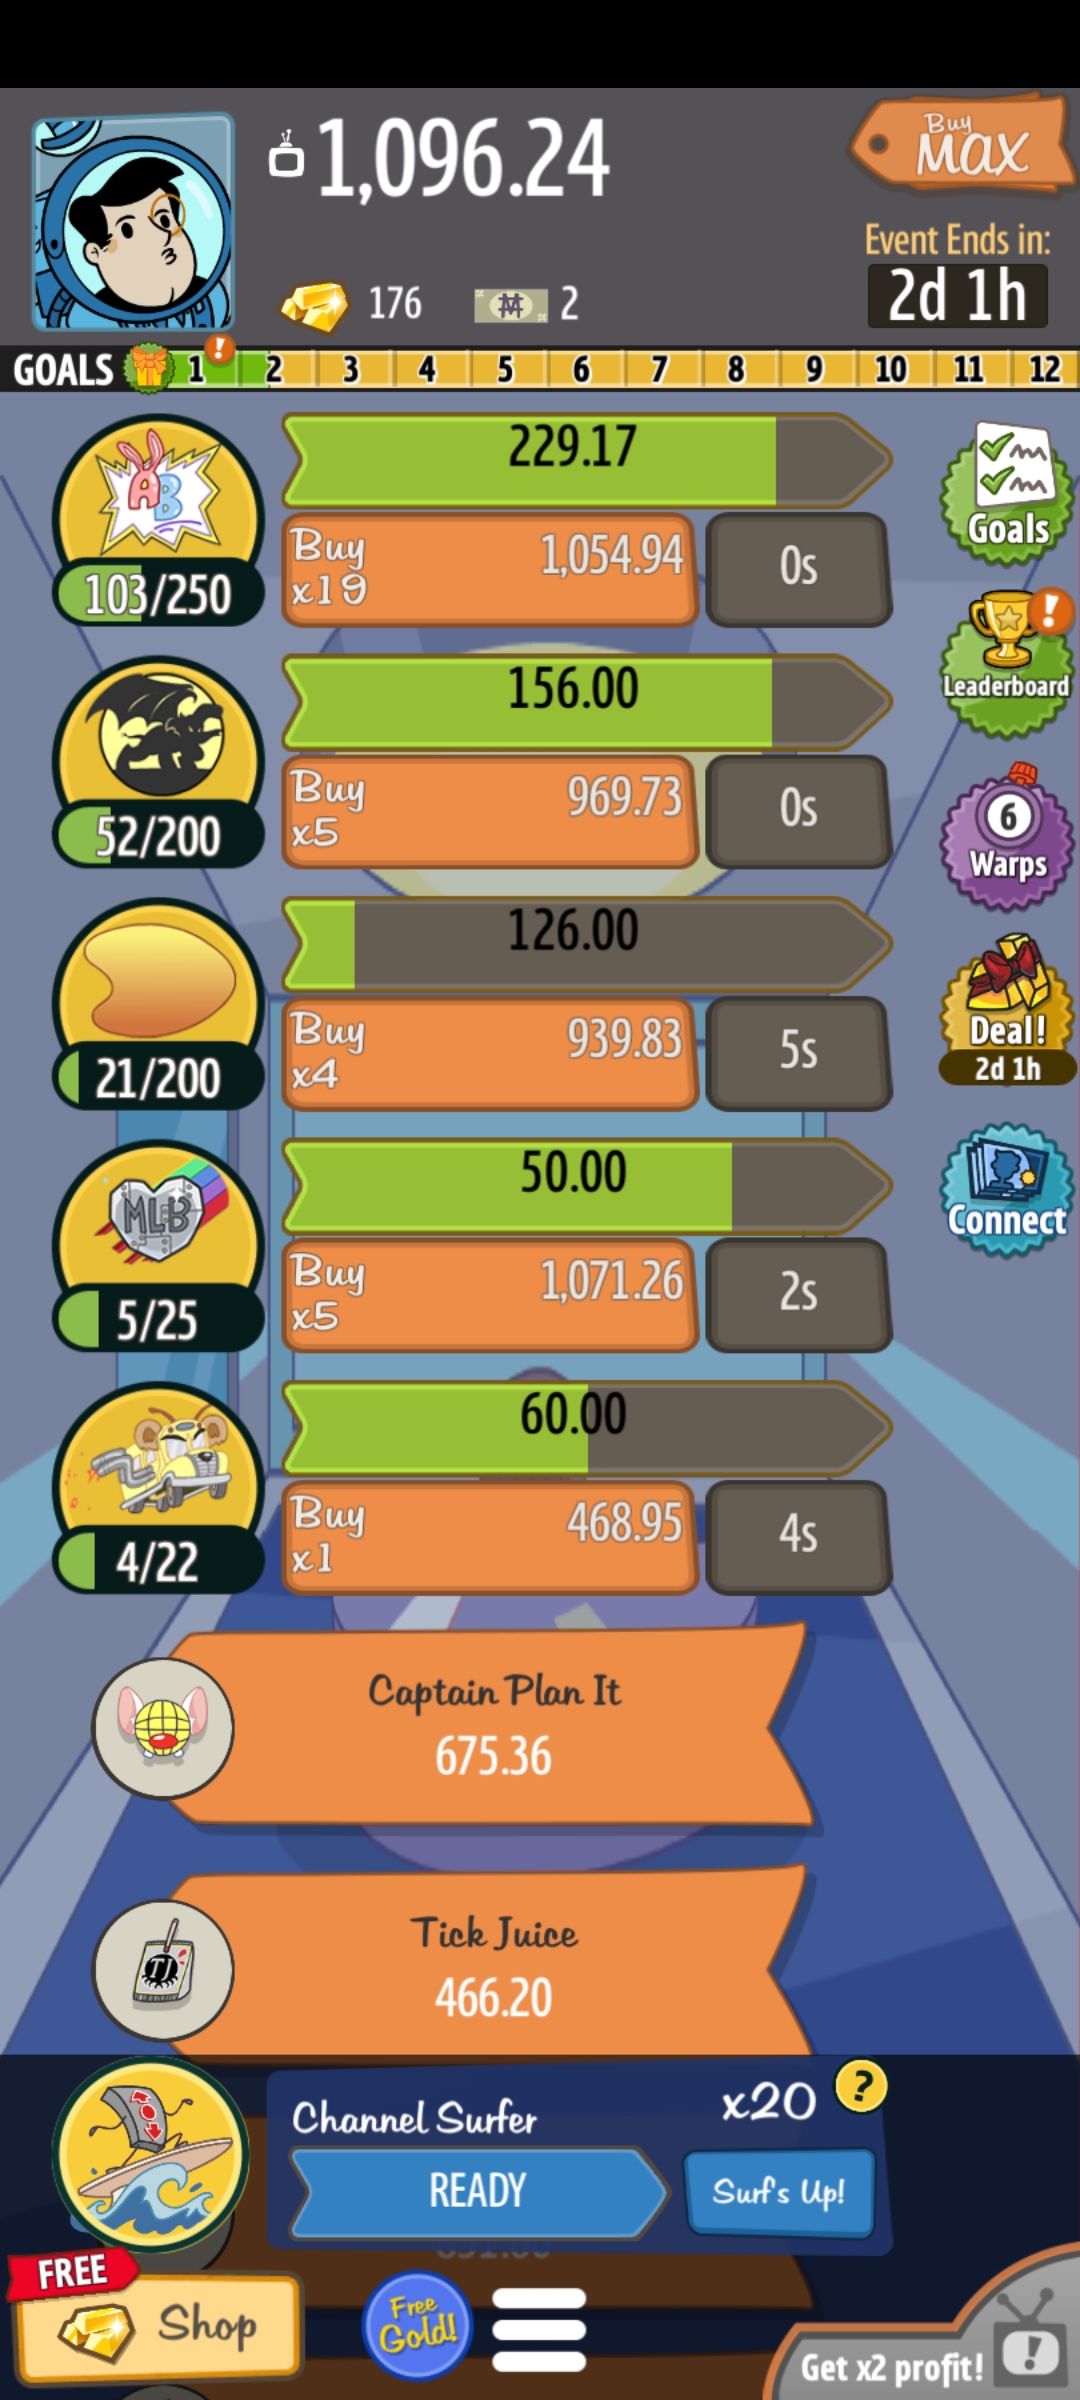 1,096.24
Buy
MAX
Event Ends in:
2d 1h
176
2
GOALS 1 ! 2 3 4 5 6 7 8 9 10 11 12
AB
229.17
103/250
Buy
x19
1,054.94
0s
Goals
156.00
52/200
Buy
x5
969.73
0s
!
Leaderboard
126.00
21/200
Buy
x4
939.83
5s
6
Warps
Deal!
2d 1h
MLB
50.00
5/25
Buy
x5
1,071.26
2s
Connect
60.00
4/22
Buy
x1
468.95
4s
Captain Plan It
675.36
TJ
Tick Juice
466.20
Channel Surfer
x20
?
READY
Surf's Up!
FREE
Shop
Free
Gold!
Get x2 profit!
!